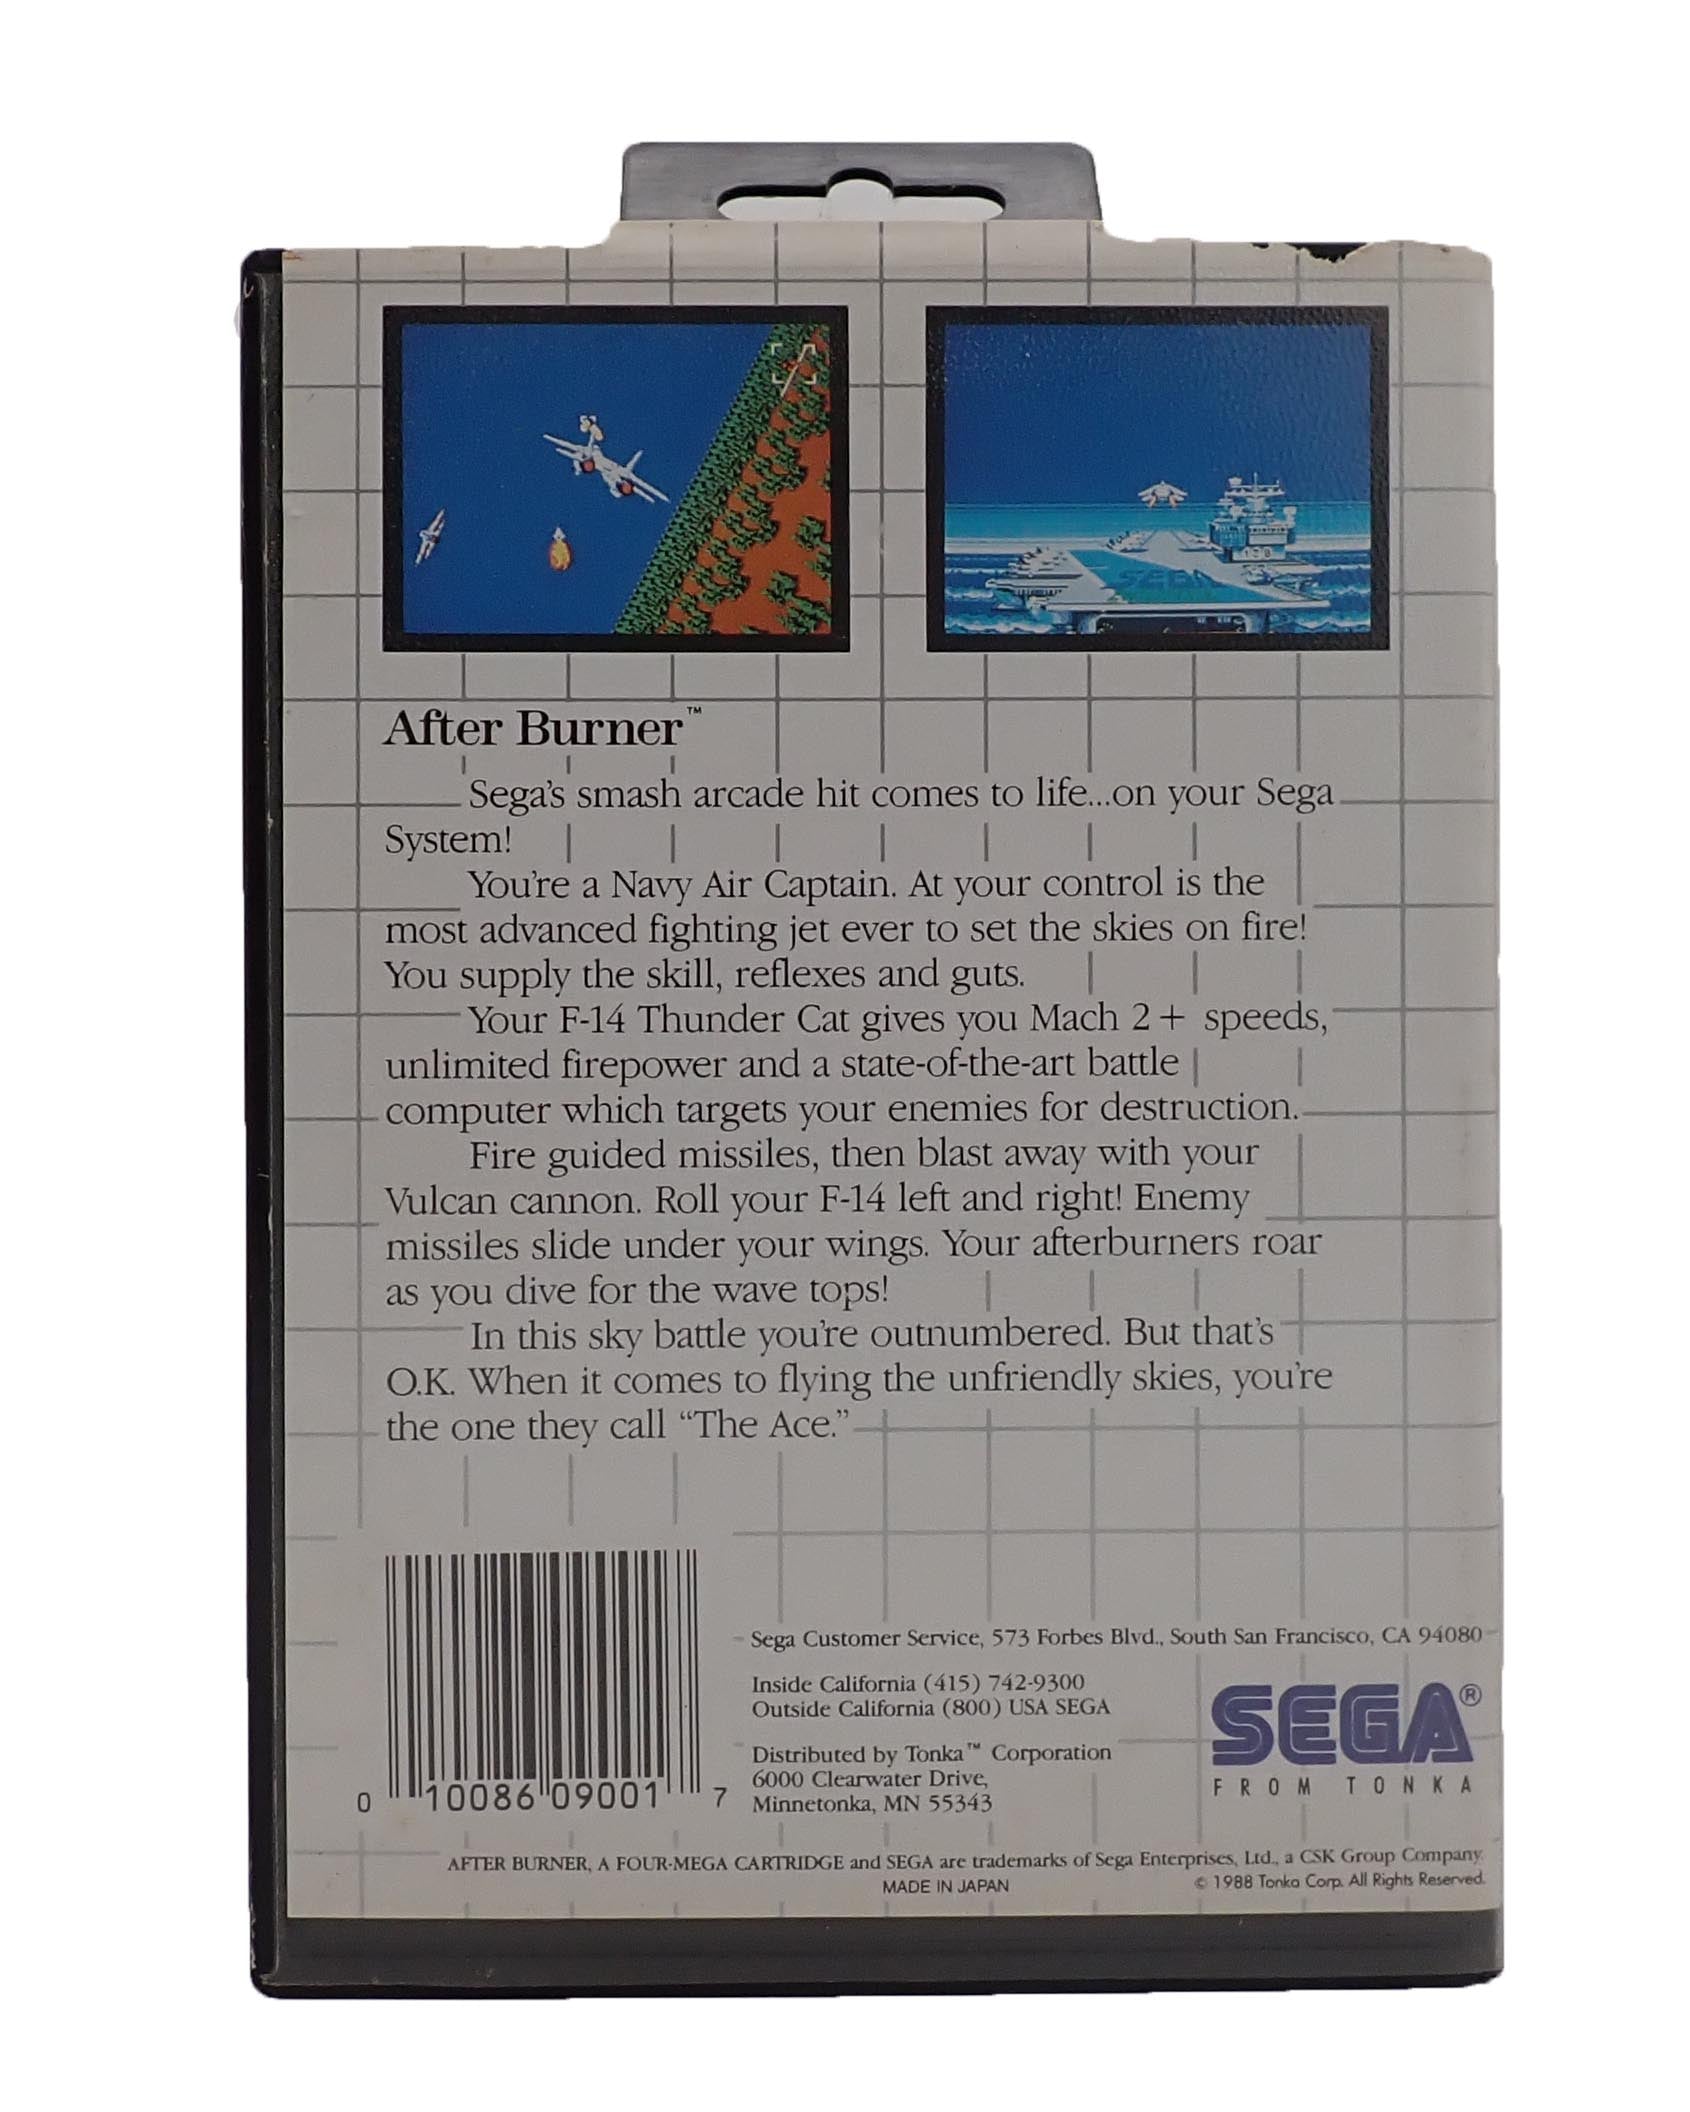 SEGA
After Burner™
Sega's smash arcade hit comes to life...on your Sega
System!
You're a Navy Air Captain. At your control is the
most advanced fighting jet ever to set the skies on fire!
You supply the skill, reflexes and guts.
Your F-14 Thunder Cat gives you Mach 2+ speeds,
unlimited firepower and a state-of-the-art battle
computer which targets your enemies for destruction.
Fire guided missiles, then blast away with your
Vulcan cannon. Roll your F-14 left and right! Enemy
missiles slide under your wings. Your afterburners roar
as you dive for the wave tops!
In this sky battle you're outnumbered. But that's
O.K. When it comes to flying the unfriendly skies, you're
the one they call “The Ace.”
0 10086 09001 7
Sega Customer Service, 573 Forbes Blvd., South San Francisco, CA 94080
Inside California (415) 742-9300
Outside California (800) USA SEGA
Distributed by Tonka™ Corporation
6000 Clearwater Drive,
Minnetonka, MN 55343
SEGA®
FROM TONKA
AFTER BURNER, A FOUR-MEGA CARTRIDGE and SEGA are trademarks of Sega Enterprises, Ltd., a CSK Group Company.
MADE IN JAPAN
© 1988 Tonka Corp. All Rights Reserved.